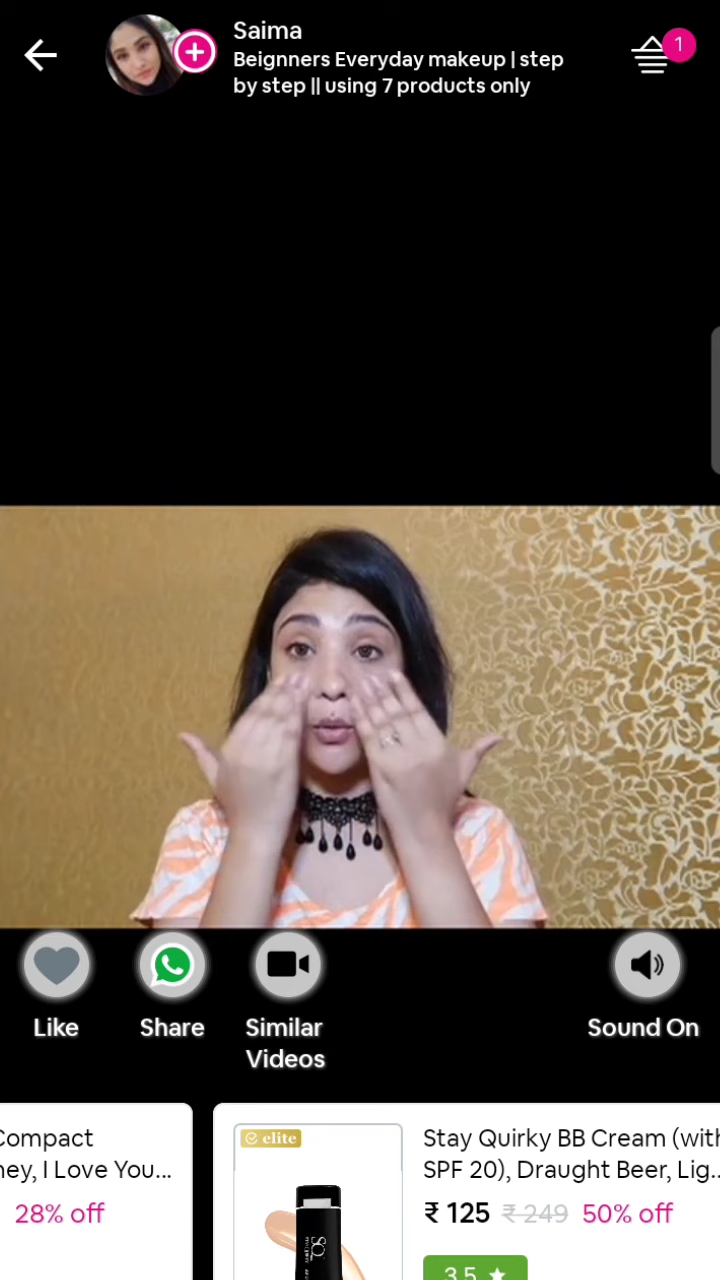 Saima
Beignners Everyday makeup | step
by step || using 7 products only
1
Like
Share
Similar
Videos
Sound On
Compact
ney, I Love You...
28% off
elite
SQ
Stay Quirky BB Cream (with
SPF 20), Draught Beer, Lig...
₹ 125 ₹ 249 50% off
3.5 ★